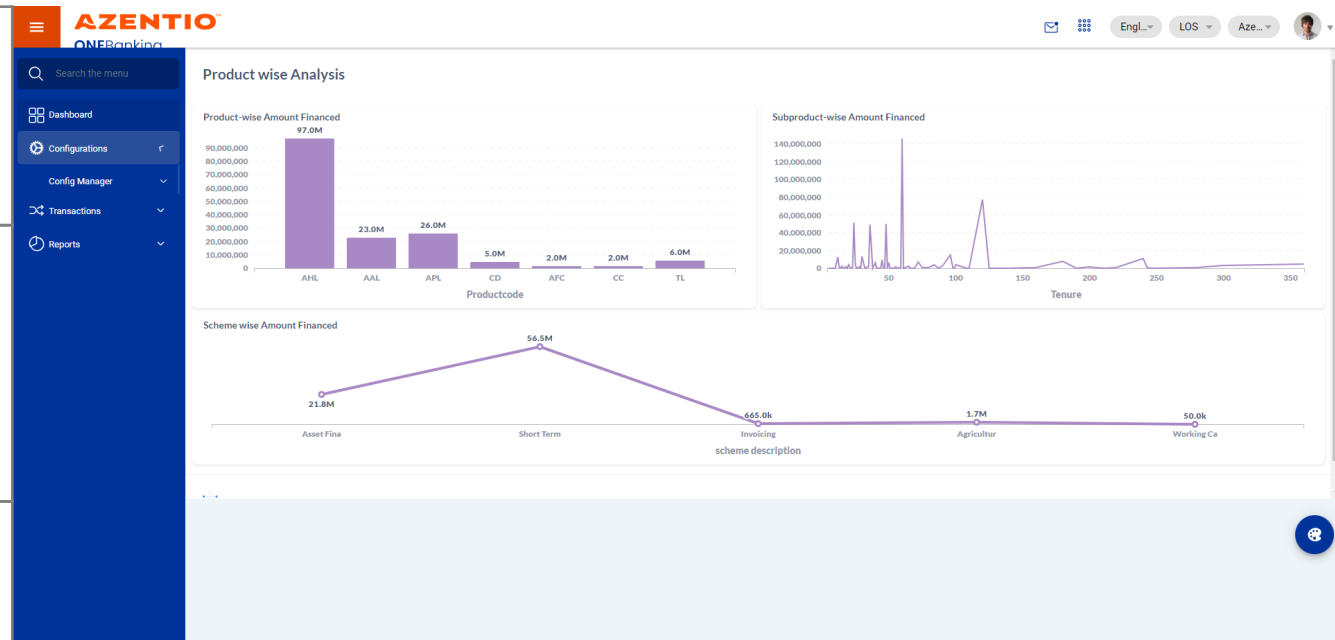 AZENTIO
ONEBanking
Engl...
LOS
Aze...
Search the menu
Dashboard
Configurations
Config Manager
Transactions
Reports
Product wise Analysis
Product-wise Amount Financed
97.0M
90,000,000
80,000,000
70,000,000
60,000,000
50,000,000
40,000,000
30,000,000
20,000,000
10,000,000
0
23.0M
26.0M
5.0M
2.0M
2.0M
6.0M
AHL AAL APL CD AFC CC TL
Productcode
Subproduct-wise Amount Financed
140,000,000
120,000,000
100,000,000
80,000,000
60,000,000
40,000,000
20,000,000
0
50 100 150 200 250 300 350
Tenure
Scheme wise Amount Financed
56.5M
21.8M
665.0k
1.7M
50.0k
Asset Fina Short Term Invoicing Agricultur Working Ca
scheme description